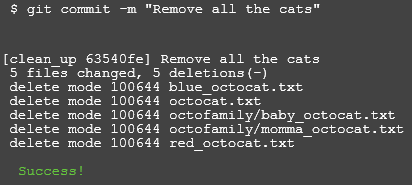 $ git commit -m "Remove all the cats"
[clean_up 63540fe] Remove all the cats
5 files changed, 5 deletions(-)
delete mode 100644 blue_octocat.txt
delete mode 100644 octocat.txt
delete mode 100644 octofamily/baby_octocat.txt
delete mode 100644 octofamily/momma_octocat.txt
delete mode 100644 red_octocat.txt
Success!